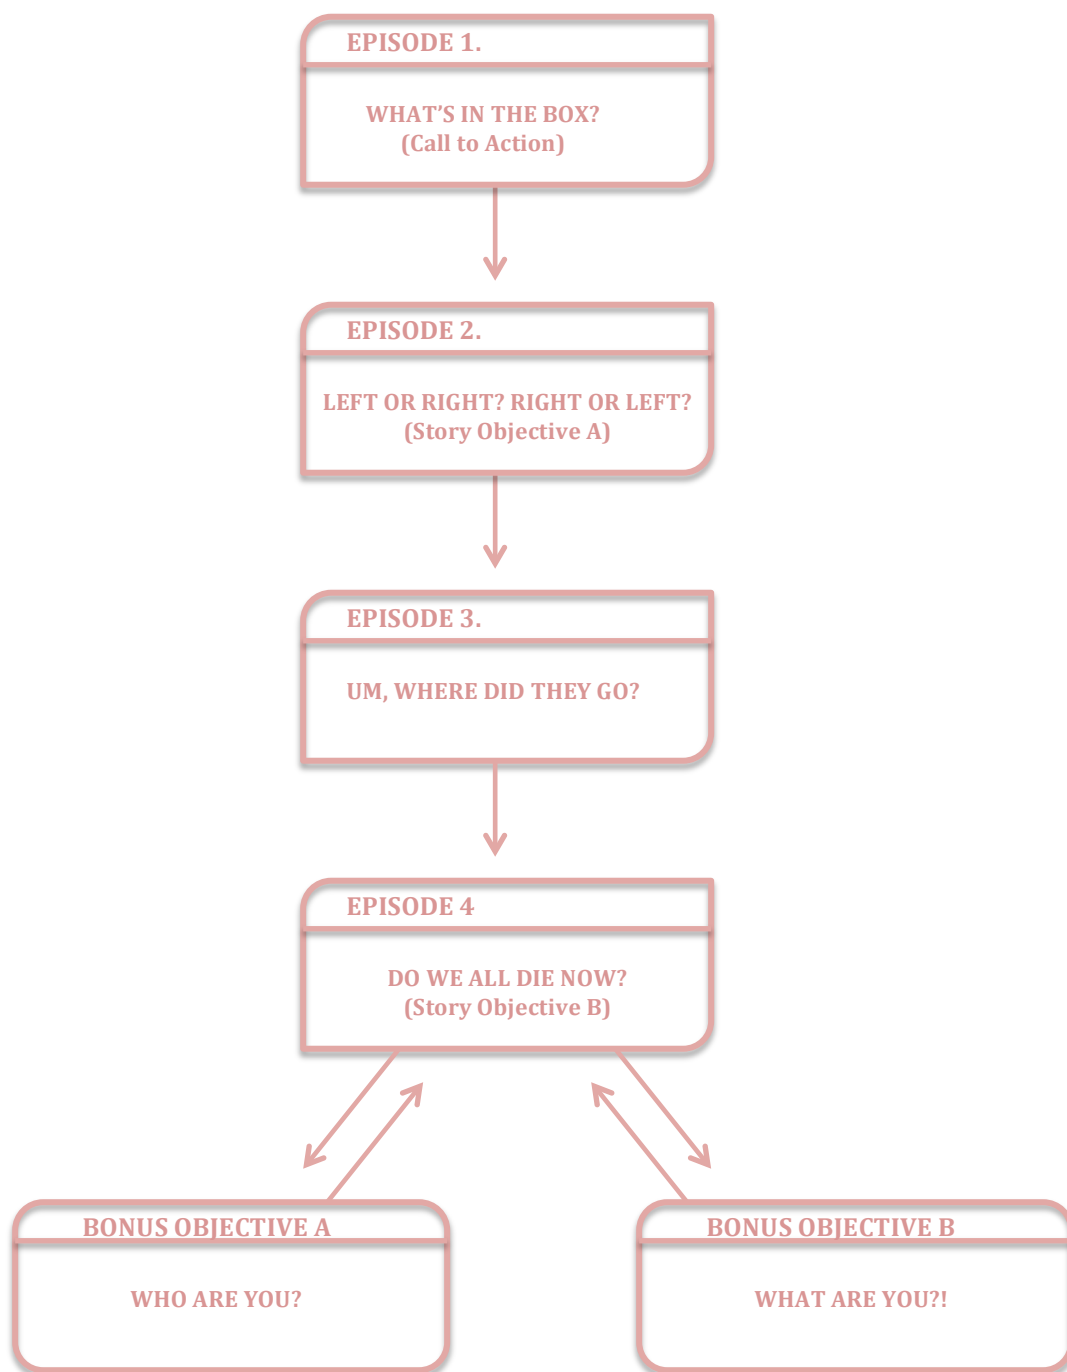 EPISODE 1.
WHAT’S IN THE BOX?
(Call to Action)
EPISODE 2.
LEFT OR RIGHT? RIGHT OR LEFT?
(Story Objective A)
EPISODE 3.
UM, WHERE DID THEY GO?
EPISODE 4
DO WE ALL DIE NOW?
(Story Objective B)
BONUS OBJECTIVE A
WHO ARE YOU?
BONUS OBJECTIVE B
WHAT ARE YOU?!